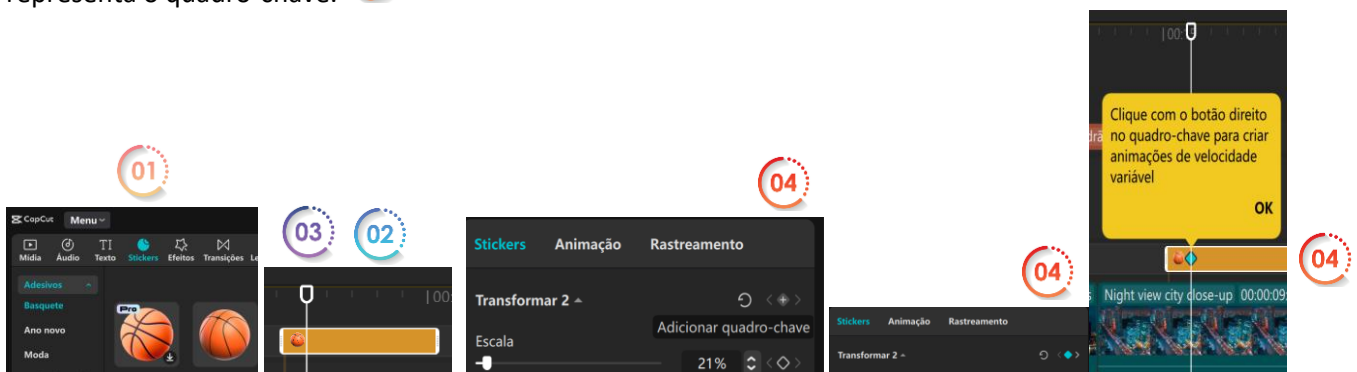 representa o quadro-chave.
01
CapCut Menu
Mídia Áudio Texto Stickers Efeitos Transições Le
Adesivos
Basquete
Ano novo
Moda
Pro
03
02
00:
04
Stickers Animação Rastreamento
Transformar 2
Adicionar quadro-chave
Escala
21%
04
Stickers Animação Rastreamento
Transformar 2
00:
Clique com o botão direito
no quadro-chave para criar
animações de velocidade
variável
OK
04
Night view city close-up 00:00:09: